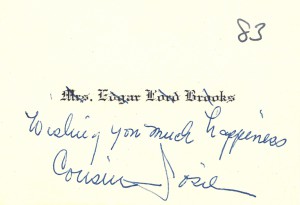 83
Mrs. Edgar Lord Brooks
Wishing you much happiness
Cousin Josie